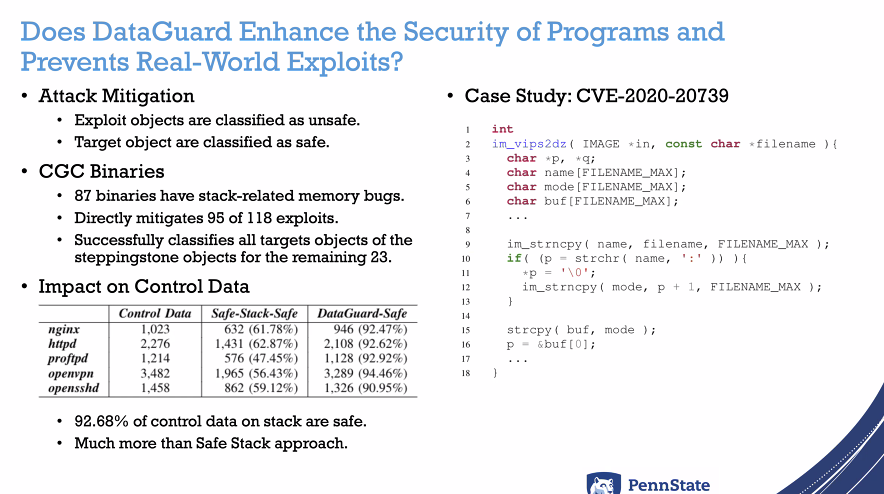 Does DataGuard Enhance the Security of Programs and
Prevents Real-World Exploits?
• Attack Mitigation
• Exploit objects are classified as unsafe.
• Target object are classified as safe.
• CGC Binaries
• 87 binaries have stack-related memory bugs.
• Directly mitigates 95 of 118 exploits.
• Successfully classifies all targets objects of the
steppingstone objects for the remaining 23.
• Impact on Control Data
Control Data Safe-Stack-Safe DataGuard-Safe
nginx 1,023 632 (61.78%) 946 (92.47%)
httpd 2,276 1,431 (62.87%) 2,108 (92.62%)
proftpd 1,214 576 (47.45%) 1,128 (92.92%)
openvpn 3,482 1,965 (56.43%) 3,289 (94.46%)
opensshd 1,458 862 (59.12%) 1,326 (90.95%)
• 92.68% of control data on stack are safe.
• Much more than Safe Stack approach.
• Case Study: CVE-2020-20739
1 int
2 im_vips2dz( IMAGE *in, const char *filename ){
3 char *p, *q;
4 char name[FILENAME_MAX];
5 char mode[FILENAME_MAX];
6 char buf[FILENAME_MAX];
7 ...
8
9 im_strncpy( name, filename, FILENAME_MAX );
10 if( (p = strchr( name, ':' )) ){
11 *p = '\0';
12 im_strncpy( mode, p + 1, FILENAME_MAX );
13 }
14
15 strcpy( buf, mode );
16 p = &buf[0];
17 ...
18 }
PennState